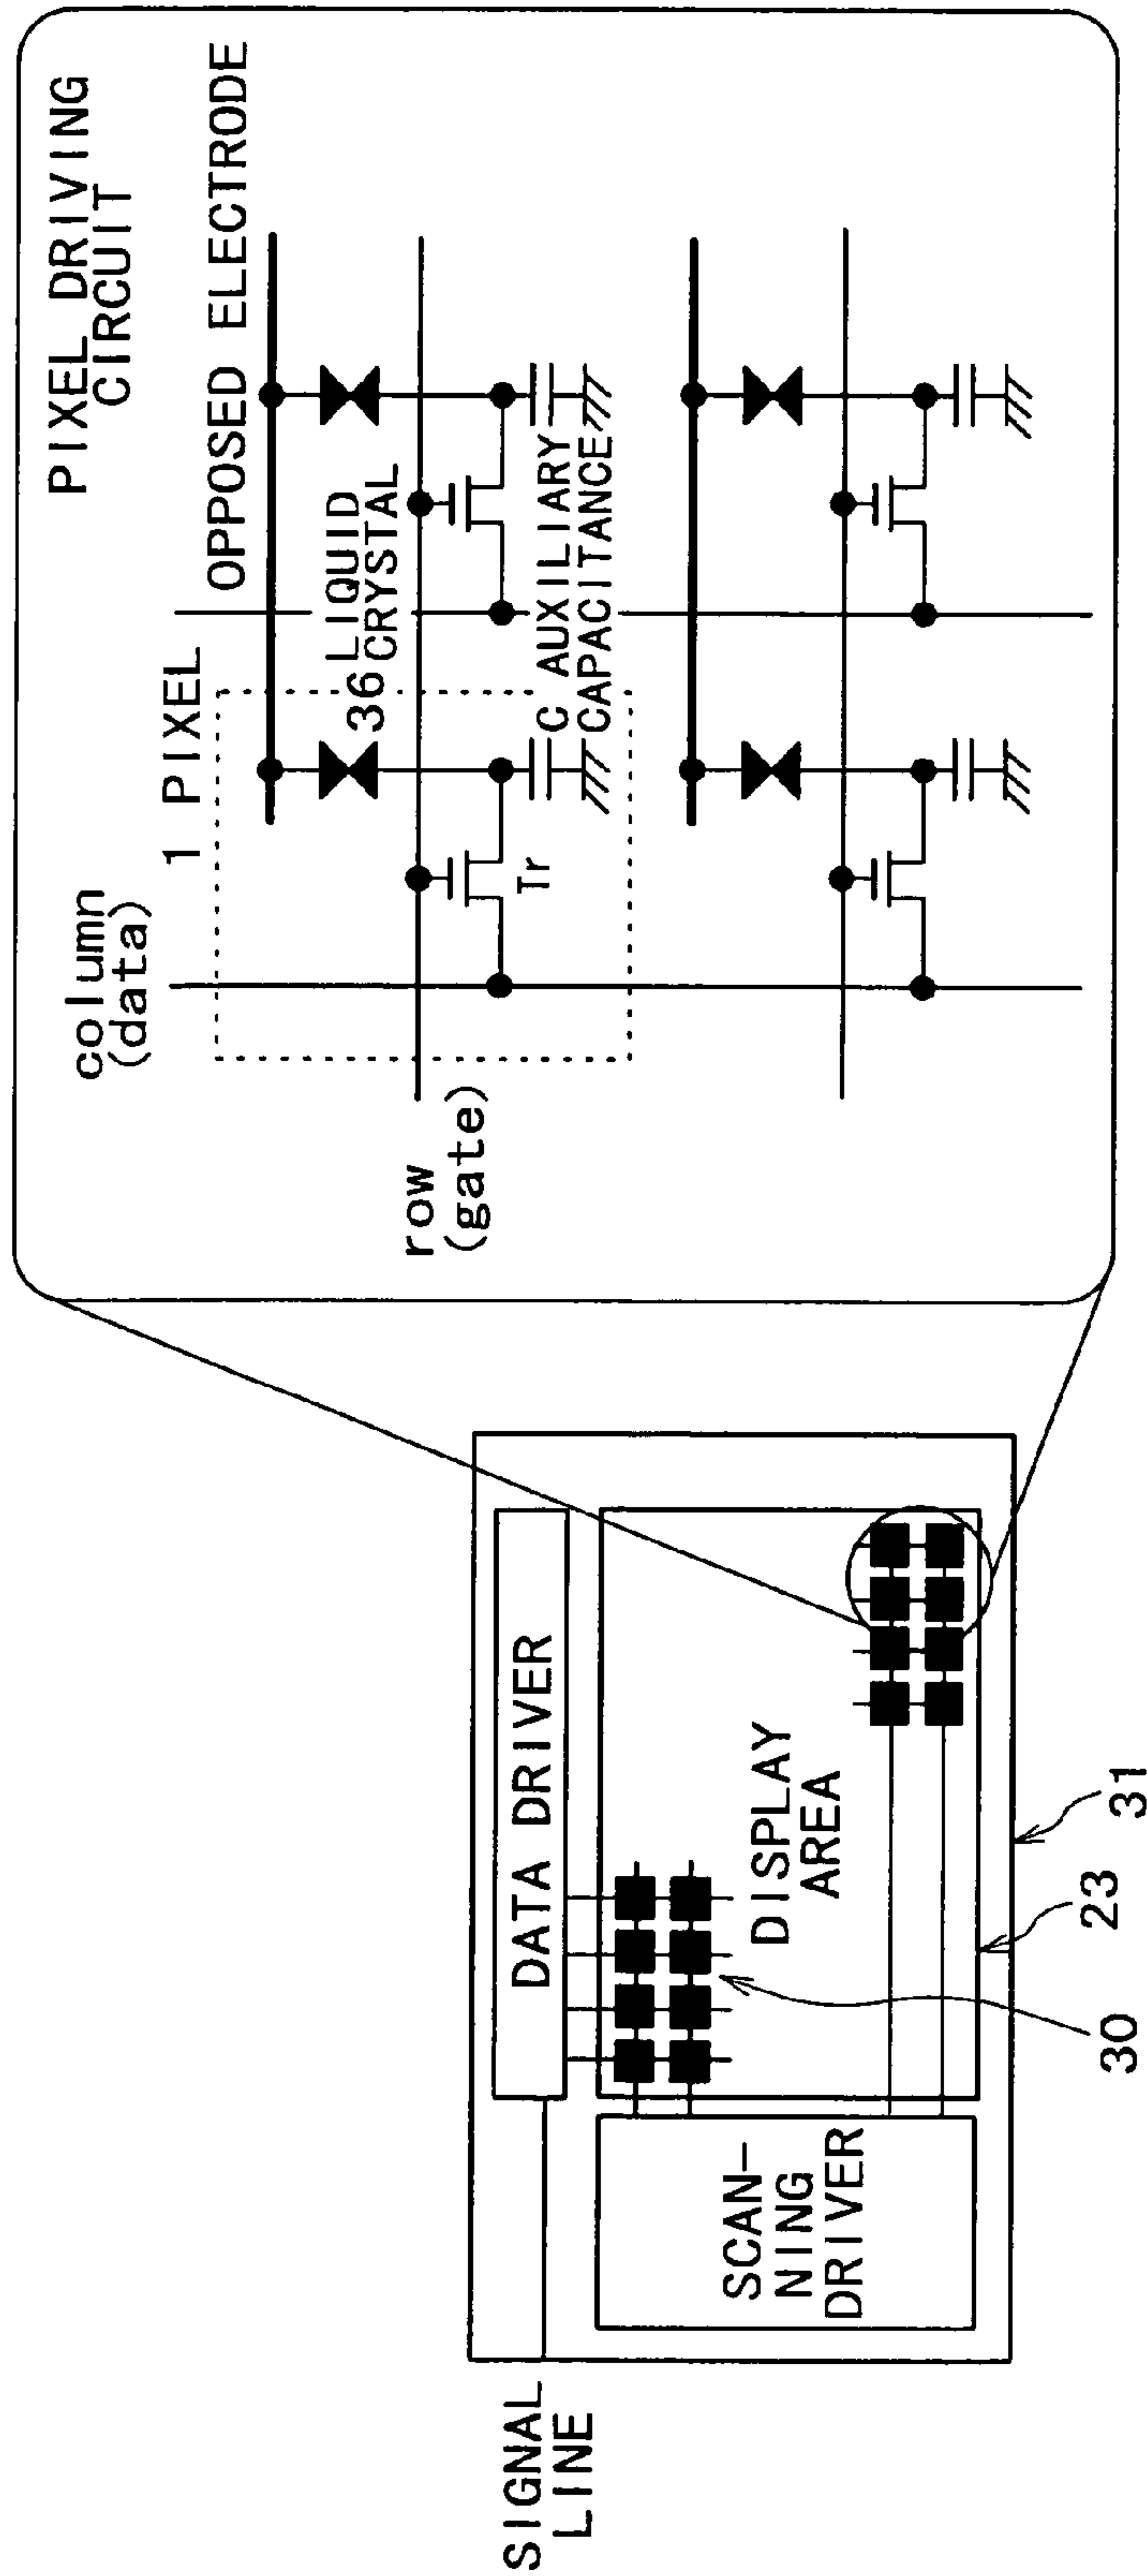 SIGNAL
LINE
DATA DRIVER
SCAN-
NING
DRIVER
DISPLAY
AREA
30
23
31
PIXEL DRIVING
CIRCUIT
OPPOSED ELECTRODE
column
(data)
1 PIXEL
36
LIQUID
CRYSTAL
row
(gate)
Tr
C AUXILIARY
CAPACITANCE